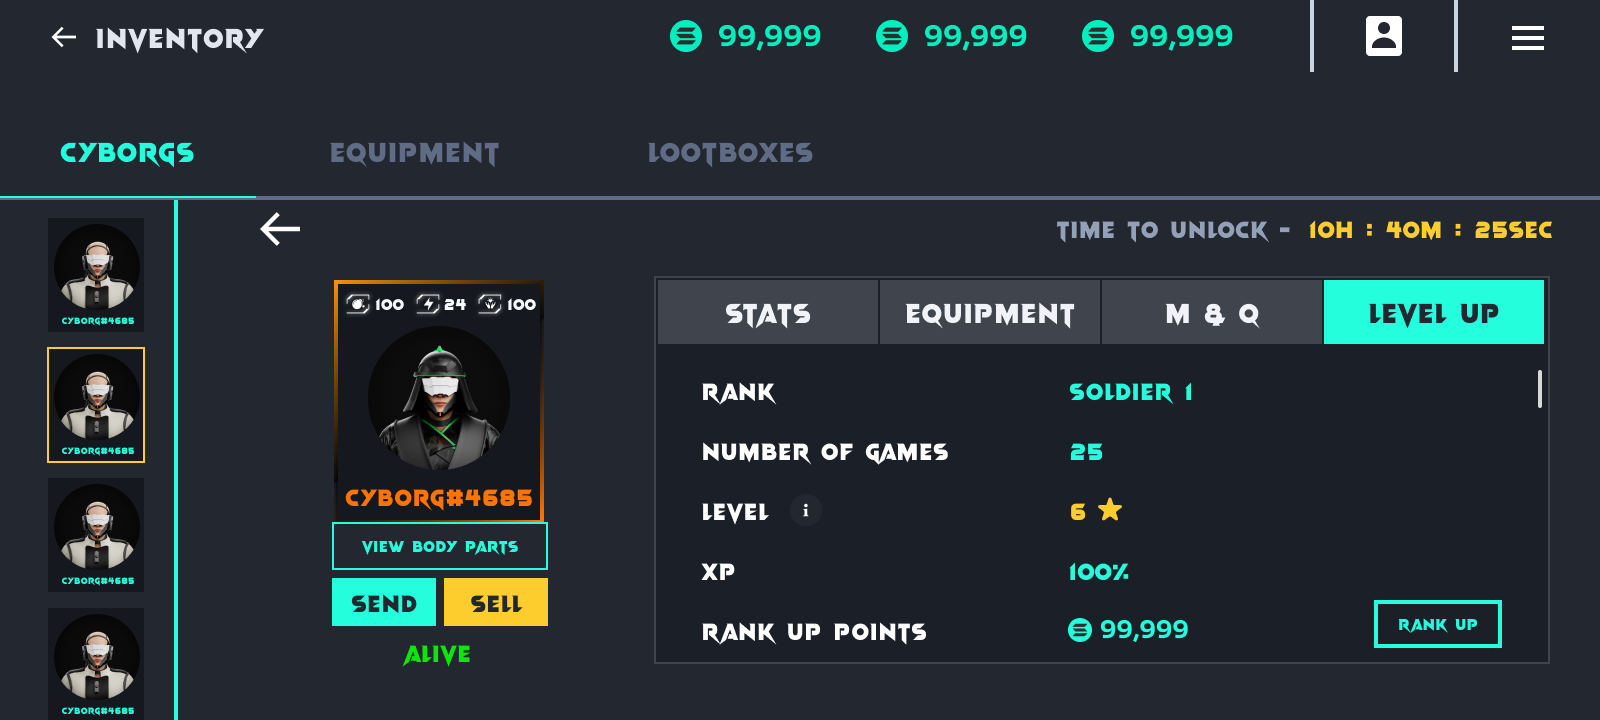 INVENTORY
99,999 99,999 99,999
CYBORGS EQUIPMENT LOOTBOXES
TIME TO UNLOCK - 10H : 40M : 25SEC
CYBORG#4685
CYBORG#4685
CYBORG#4685
CYBORG#4685
100 24 100
CYBORG#4685
VIEW BODY PARTS
SEND SELL
ALIVE
STATS EQUIPMENT M & Q LEVEL UP
RANK SOLDIER 1
NUMBER OF GAMES 25
LEVEL i 6
XP 100%
RANK UP POINTS 99,999 RANK UP